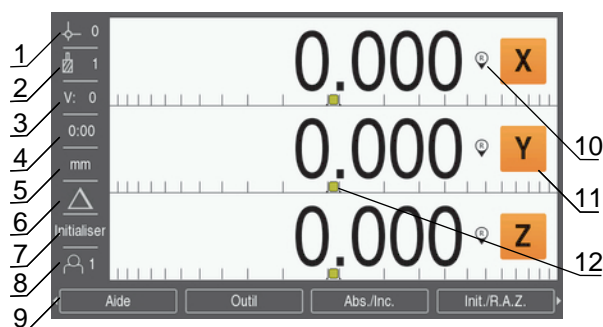 1 0 0.000 R X
2 1
3 V: 0 10
4 0:00 0.000 R Y
5 mm 11
6
7 Initialiser 0.000 R Z
8 1 12
9 Aide Outil Abs./Inc. Init./R.A.Z.